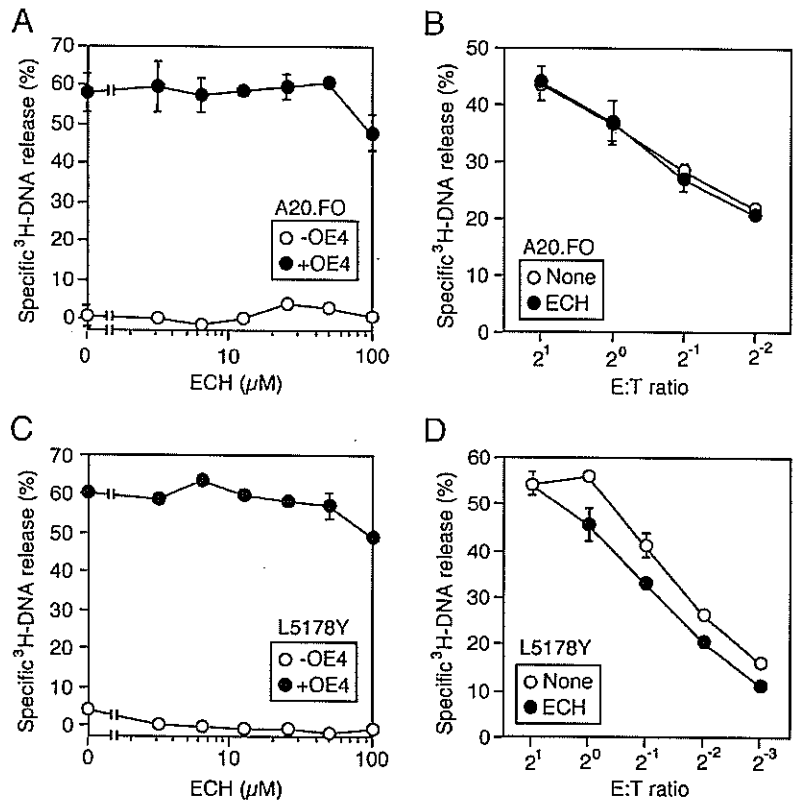 A
Specific ³H-DNA release (%)
70
60
50
40
30
20
10
0
A20.FO
-OE4
+OE4
0
10
100
ECH (µM)
B
Specific ³H-DNA release (%)
50
40
30
20
10
0
A20.FO
None
ECH
2¹
2⁰
2⁻¹
2⁻²
E:T ratio
C
Specific ³H-DNA release (%)
70
60
50
40
30
20
10
0
L5178Y
-OE4
+OE4
0
10
100
ECH (µM)
D
Specific ³H-DNA release (%)
60
50
40
30
20
10
0
L5178Y
None
ECH
2¹
2⁰
2⁻¹
2⁻²
2⁻³
E:T ratio